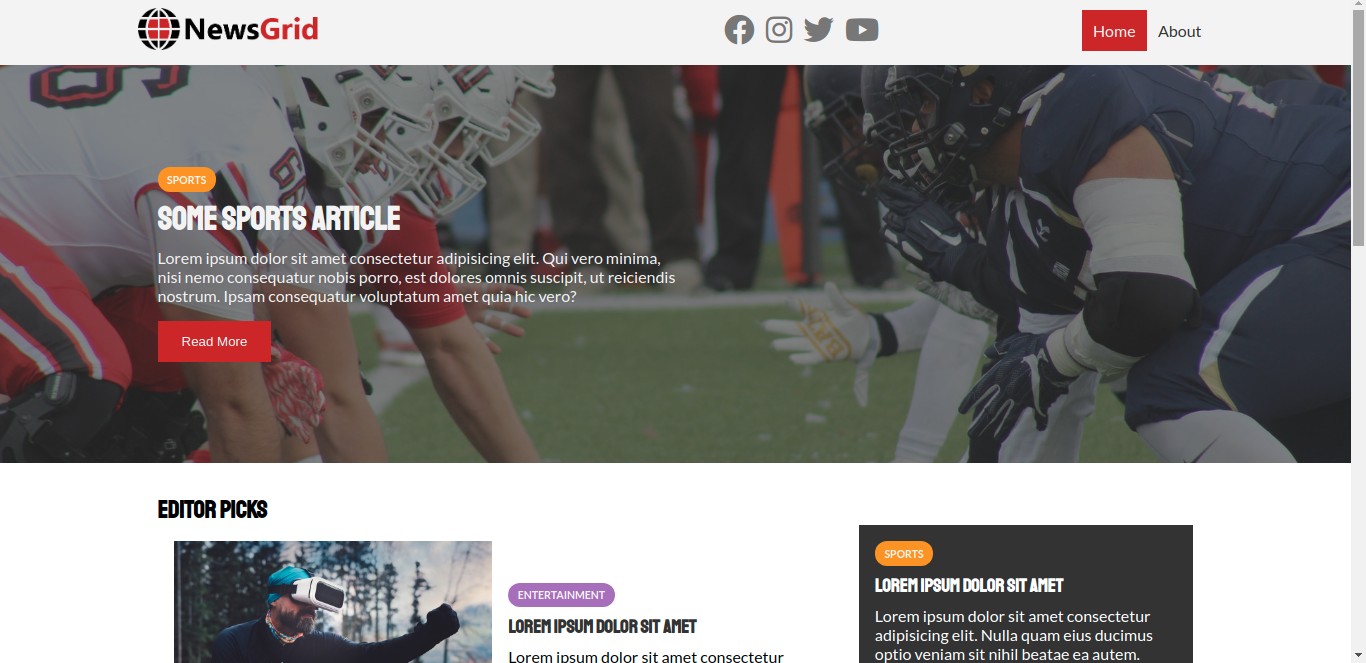 NewsGrid
Home
About
SPORTS
SOME SPORTS ARTICLE
Lorem ipsum dolor sit amet consectetur adipisicing elit. Qui vero minima,
nisi nemo consequatur nobis porro, est dolores omnis suscipit, ut reiciendis
nostrum. Ipsam consequatur voluptatum amet quia hic vero?
Read More
EDITOR PICKS
ENTERTAINMENT
LOREM IPSUM DOLOR SIT AMET
Lorem ipsum dolor sit amet consectetur
SPORTS
LOREM IPSUM DOLOR SIT AMET
Lorem ipsum dolor sit amet consectetur
adipisicing elit. Nulla quam eius ducimus
optio veniam sit nihil beatae ea autem.